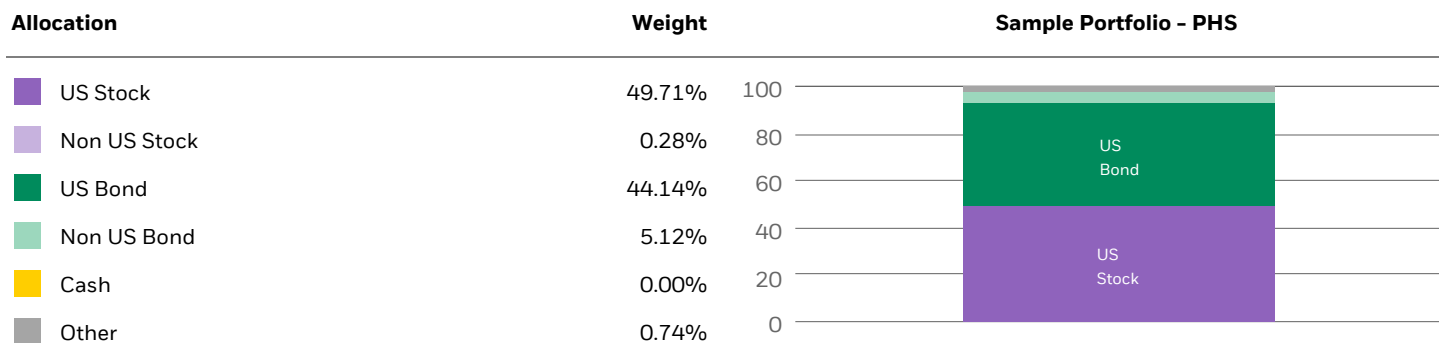 Allocation Weight Sample Portfolio – PHS
US Stock 49.71%
Non US Stock 0.28%
US Bond 44.14%
Non US Bond 5.12%
Cash 0.00%
Other 0.74%
100
80
60
40
20
0
US
Bond
US
Stock